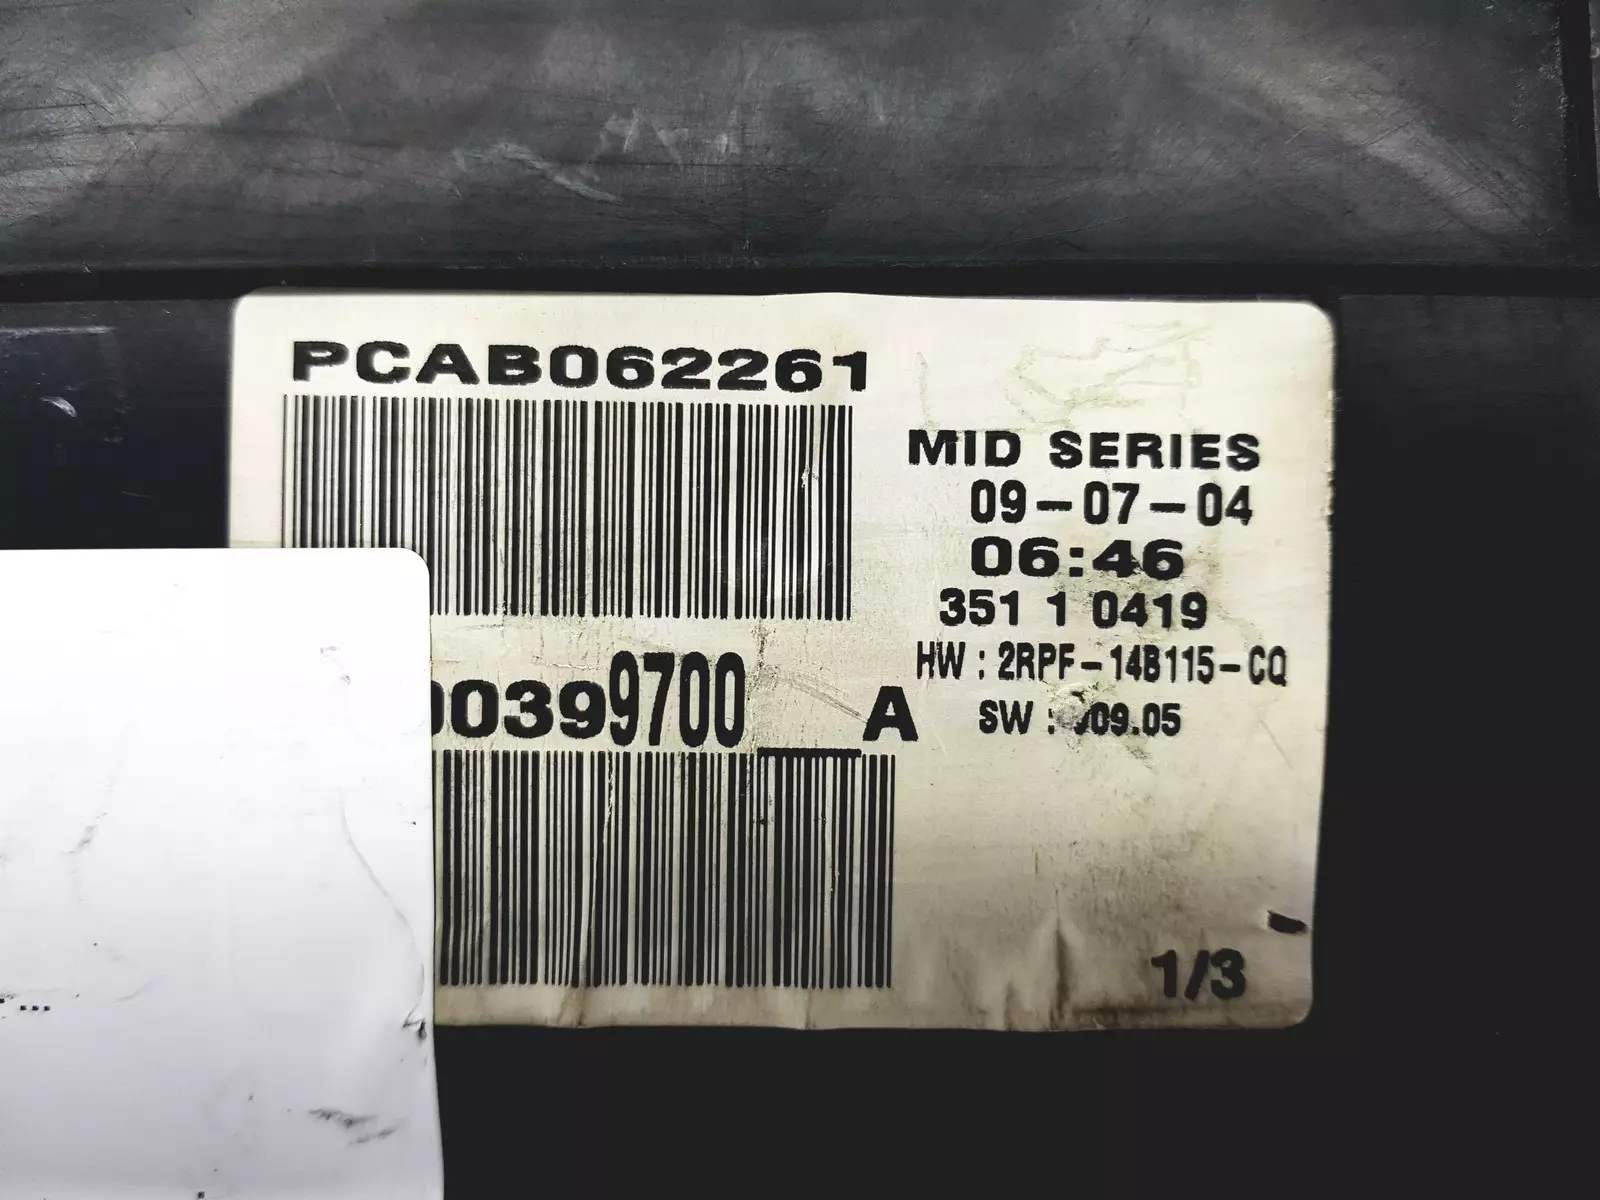 PCAB062261
MID SERIES
09-07-04
06:46
351 1 0419
HW : 2RPF-14B115-CQ
00399700__A
SW : 09.05
1/3